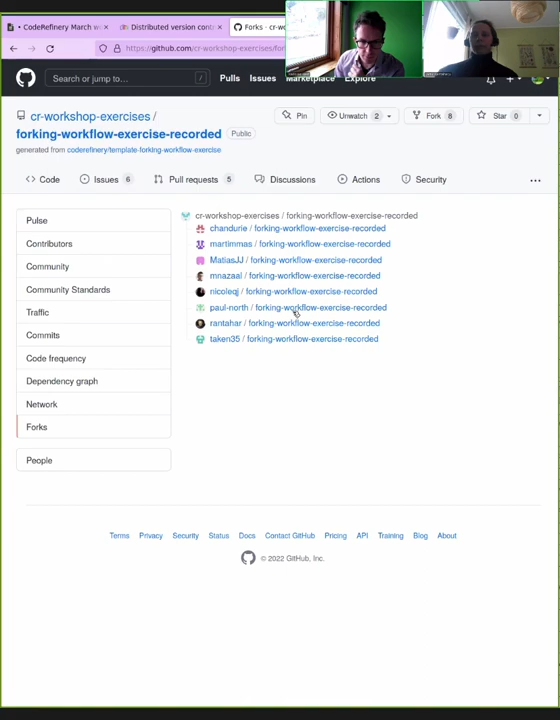 • CodeRefinery March w
Distributed version cont
Forks · cr-wo
https://github.com/cr-workshop-exercises/for
Search or jump to…
/
Pulls Issues Marketplace Explore
cr-workshop-exercises /
forking-workflow-exercise-recorded Public
generated from coderefinery/template-forking-workflow-exercise
Pin
Unwatch 2
Fork 8
Star 0
Code
Issues 6
Pull requests 5
Discussions
Actions
Security
Pulse
Contributors
Community
Community Standards
Traffic
Commits
Code frequency
Dependency graph
Network
Forks
People
cr-workshop-exercises / forking-workflow-exercise-recorded
chandurie / forking-workflow-exercise-recorded
martimmas / forking-workflow-exercise-recorded
MatiasJJ / forking-workflow-exercise-recorded
mnazaal / forking-workflow-exercise-recorded
nicoleqj / forking-workflow-exercise-recorded
paul-north / forking-workflow-exercise-recorded
rantahar / forking-workflow-exercise-recorded
taken35 / forking-workflow-exercise-recorded
Terms Privacy Security Status Docs Contact GitHub Pricing API Training Blog About
© 2022 GitHub, Inc.